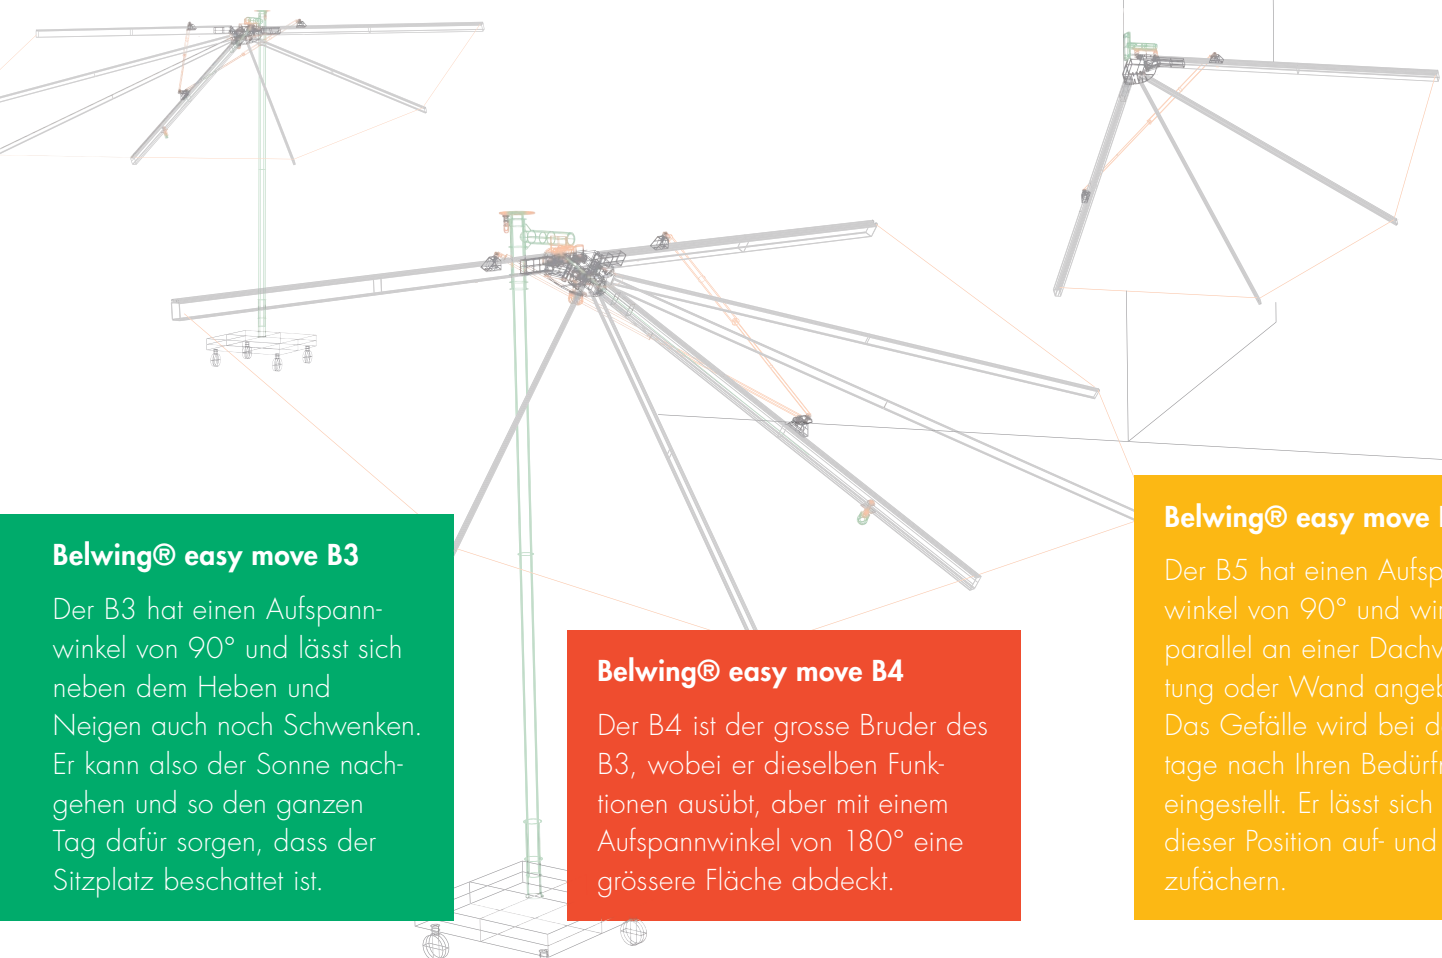 Belwing® easy move B3
Der B3 hat einen Aufspann-
winkel von 90° und lässt sich
neben dem Heben und
Neigen auch noch Schwenken.
Er kann also der Sonne nach-
gehen und so den ganzen
Tag dafür sorgen, dass der
Sitzplatz beschattet ist.
Belwing® easy move B4
Der B4 ist der grosse Bruder des
B3, wobei er dieselben Funk-
tionen ausübt, aber mit einem
Aufspannwinkel von 180° eine
grössere Fläche abdeckt.
Belwing® easy move
Der B5 hat einen
winkel von 90° und
parallel an einer
tung oder Wand
Das Gefälle wird bei
tage nach Ihren
eingestellt. Er lässt sich
dieser Position auf- und
zufächern.